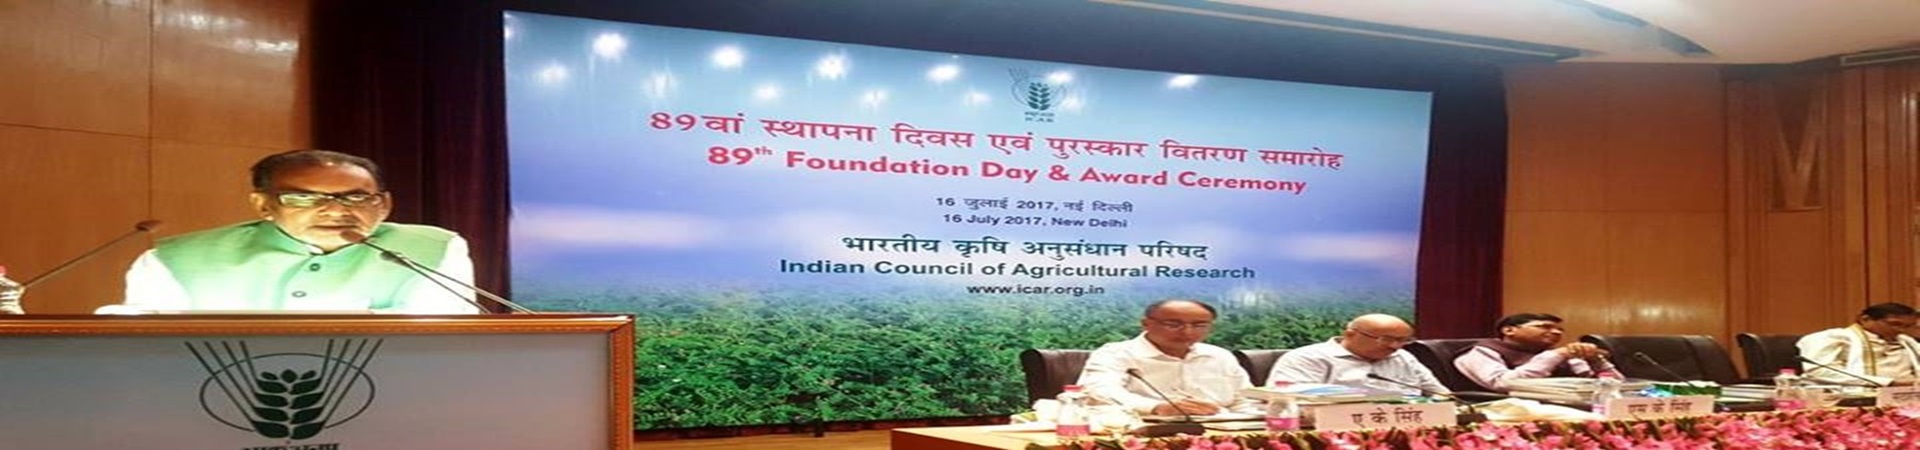 89वां स्थापना दिवस एवं पुरस्कार वितरण समारोह
89th Foundation Day & Award Ceremony
16 जुलाई 2017, नई दिल्ली
16 July 2017, New Delhi
भारतीय कृषि अनुसंधान परिषद
Indian Council of Agricultural Research
www.icar.org.in
ए के सिंह
एस के सिंह